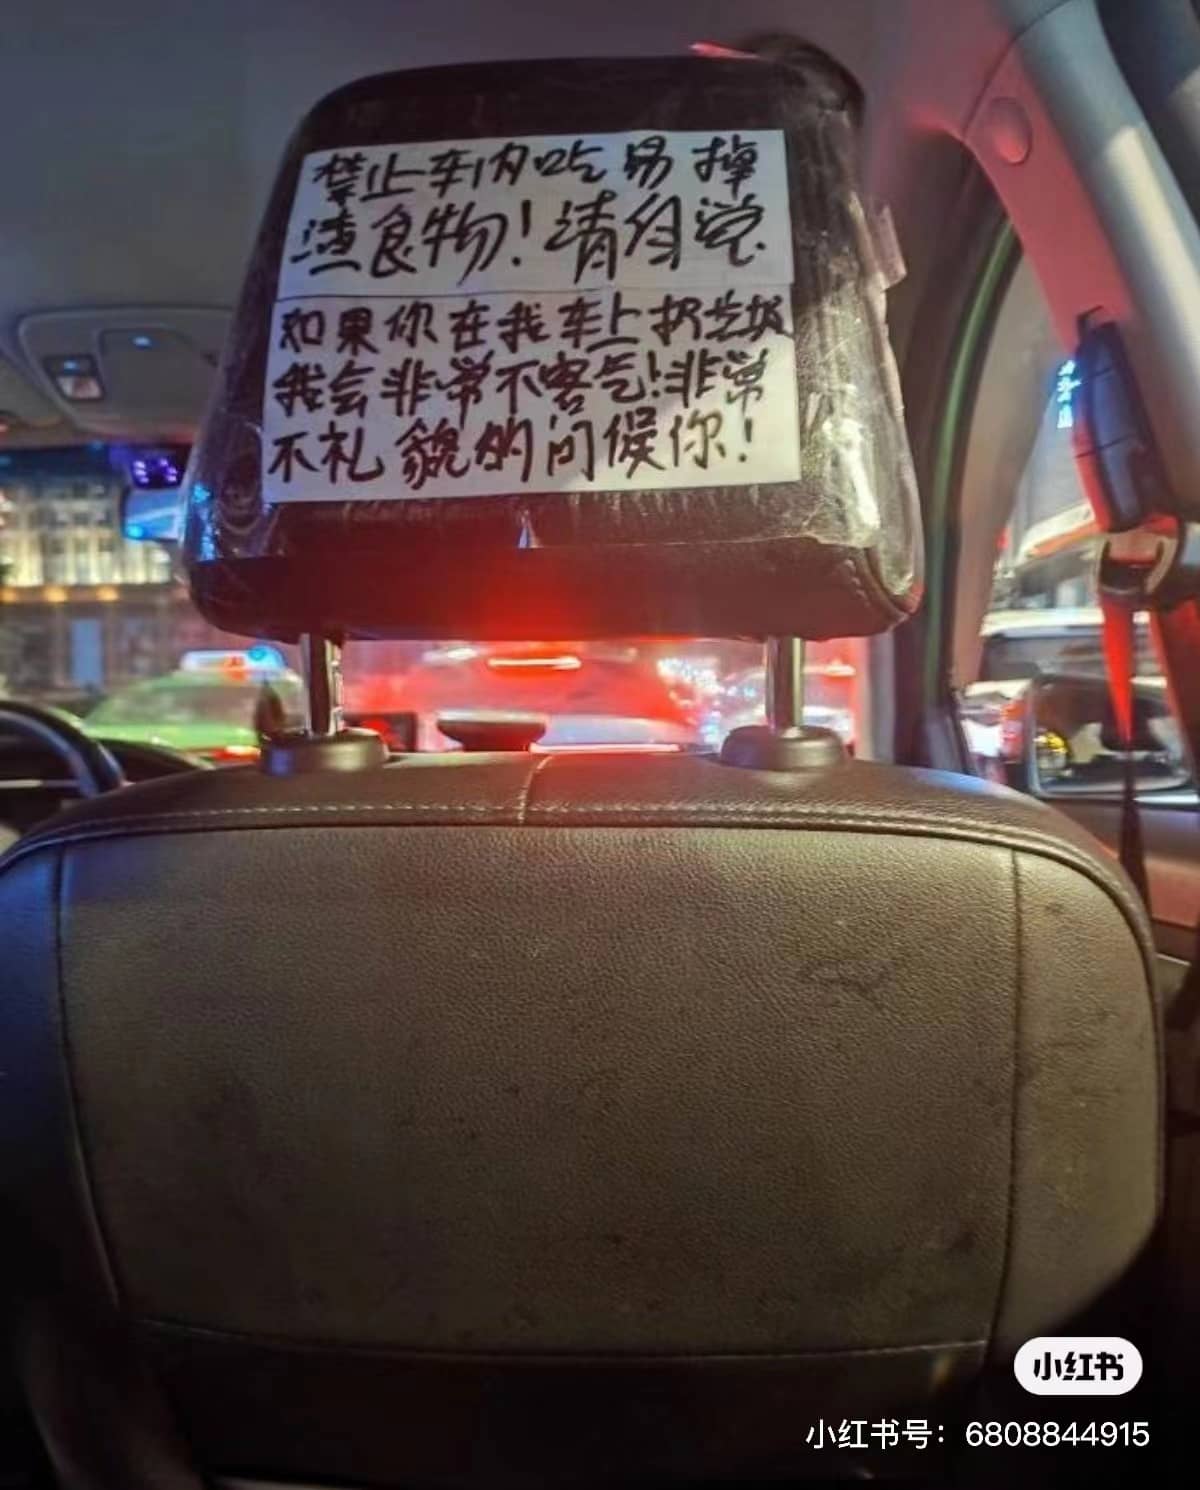 禁止车内吃易掉
渣食物！请自觉
如果你在我车上扔垃圾
我会非常不客气！非常
不礼貌的问候你！
小红书
小红书号：6808844915